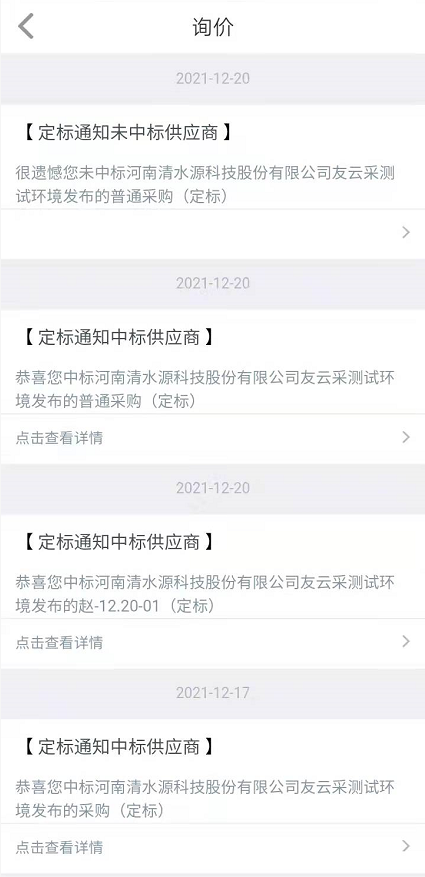 询价
2021-12-20
【 定标通知未中标供应商 】
很遗憾您未中标河南清水源科技股份有限公司友云采测
试环境发布的普通采购（定标）
2021-12-20
【 定标通知中标供应商 】
恭喜您中标河南清水源科技股份有限公司友云采测试环
境发布的普通采购（定标）
点击查看详情
2021-12-20
【 定标通知中标供应商 】
恭喜您中标河南清水源科技股份有限公司友云采测试环
境发布的赵-12.20-01（定标）
点击查看详情
2021-12-17
【 定标通知中标供应商 】
恭喜您中标河南清水源科技股份有限公司友云采测试环
境发布的采购（定标）
点击查看详情